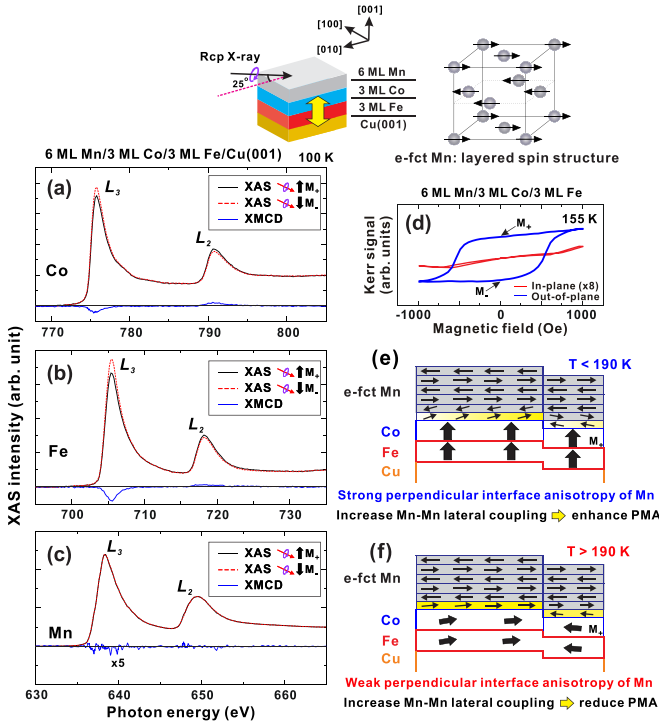 [001]
[100]
[010]
Rcp X-ray
25°
6 ML Mn
3 ML Co
3 ML Fe
Cu(001)
e-fct Mn: layered spin structure
6 ML Mn/3 ML Co/3 ML Fe/Cu(001)
100 K
(a)
L3
L2
XAS M+
XAS M-
XMCD
Co
770 780 790 800
(b)
L3
L2
XAS M+
XAS M-
XMCD
Fe
700 710 720 730
(c)
L3
L2
XAS M+
XAS M-
XMCD
Mn
x5
630 640 650 660
Photon energy (eV)
XAS intensity (arb. unit)
6 ML Mn/3 ML Co/3 ML Fe
(d)
155 K
M+
M-
In-plane (x8)
Out-of-plane
Kerr signal
(arb. units)
-1000 0 1000
Magnetic field (Oe)
(e)
T < 190 K
e-fct Mn
Co
Fe
Cu
M+
Strong perpendicular interface anisotropy of Mn
Increase Mn-Mn lateral coupling enhance PMA
(f)
T > 190 K
e-fct Mn
Co
Fe
Cu
M+
Weak perpendicular interface anisotropy of Mn
Increase Mn-Mn lateral coupling reduce PMA